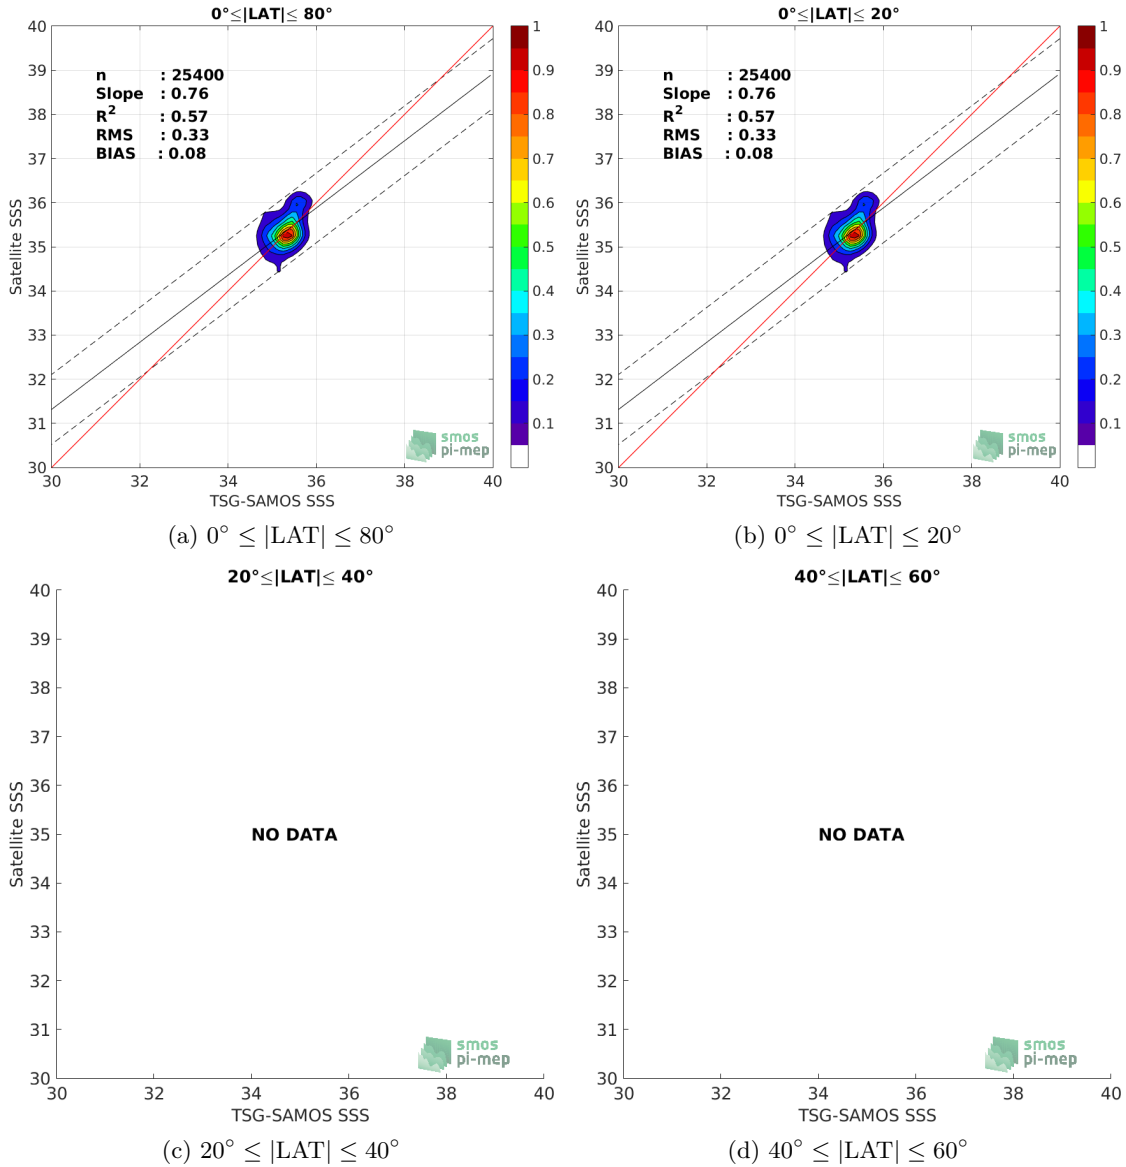 0°≤|LAT|≤ 80°
40
39
38
37
36
35
34
33
32
31
30
Satellite SSS
n : 25400
Slope : 0.76
R² : 0.57
RMS : 0.33
BIAS : 0.08
smos
pi-mep
30 32 34 36 38 40
TSG-SAMOS SSS
1
0.9
0.8
0.7
0.6
0.5
0.4
0.3
0.2
0.1
(a) 0° ≤ |LAT| ≤ 80°
0°≤|LAT|≤ 20°
40
39
38
37
36
35
34
33
32
31
30
Satellite SSS
n : 25400
Slope : 0.76
R² : 0.57
RMS : 0.33
BIAS : 0.08
smos
pi-mep
30 32 34 36 38 40
TSG-SAMOS SSS
1
0.9
0.8
0.7
0.6
0.5
0.4
0.3
0.2
0.1
(b) 0° ≤ |LAT| ≤ 20°
20°≤|LAT|≤ 40°
40
39
38
37
36
35
34
33
32
31
30
Satellite SSS
NO DATA
smos
pi-mep
30 32 34 36 38 40
TSG-SAMOS SSS
(c) 20° ≤ |LAT| ≤ 40°
40°≤|LAT|≤ 60°
40
39
38
37
36
35
34
33
32
31
30
Satellite SSS
NO DATA
smos
pi-mep
30 32 34 36 38 40
TSG-SAMOS SSS
(d) 40° ≤ |LAT| ≤ 60°